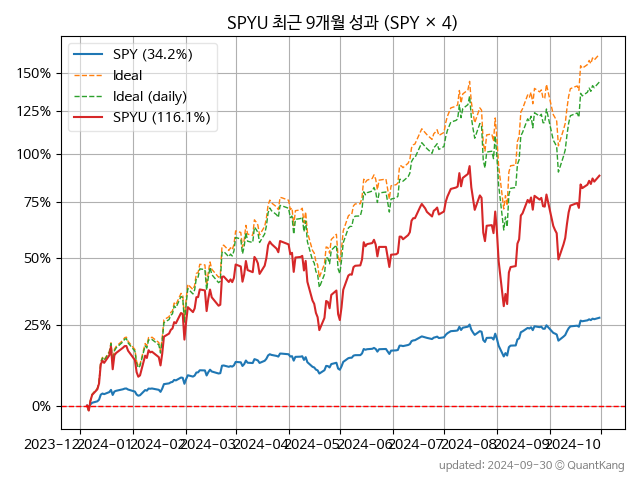 SPYU 최근 9개월 성과 (SPY × 4)
SPY (34.2%)
Ideal
Ideal (daily)
SPYU (116.1%)
150%
125%
100%
75%
50%
25%
0%
2023-12 2024-01 2024-02 2024-03 2024-04 2024-05 2024-06 2024-07 2024-08 2024-09 2024-10
updated: 2024-09-30 © QuantKang